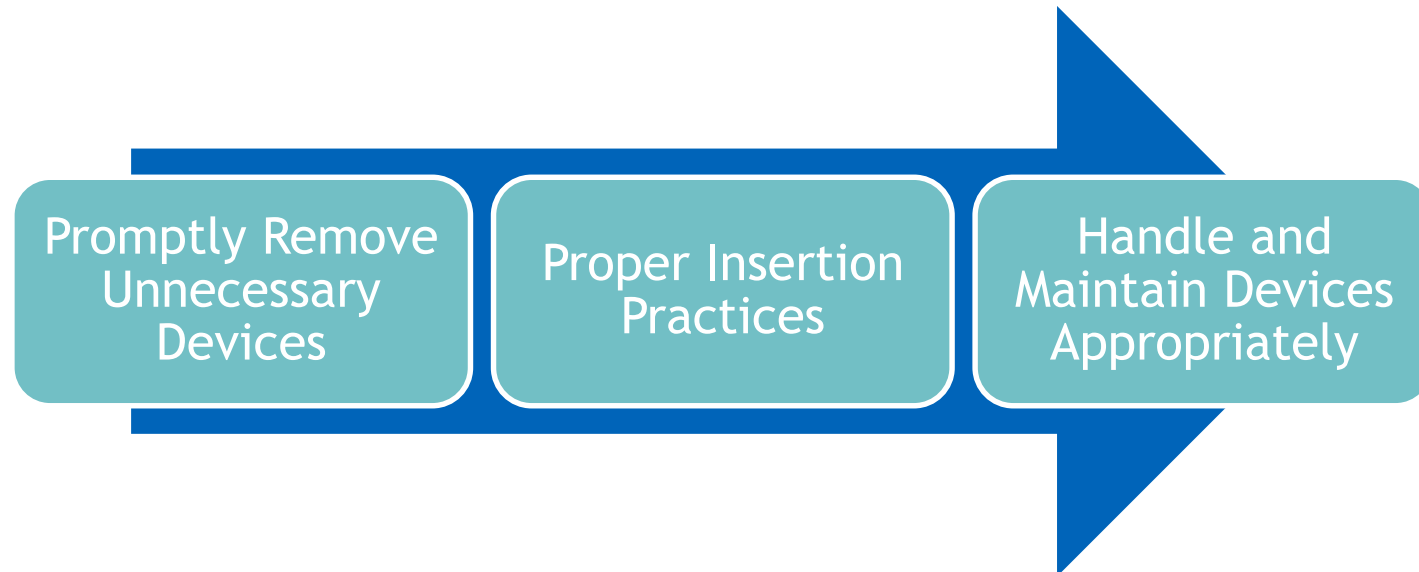 Promptly Remove
Unnecessary
Devices
Proper Insertion
Practices
Handle and
Maintain Devices
Appropriately